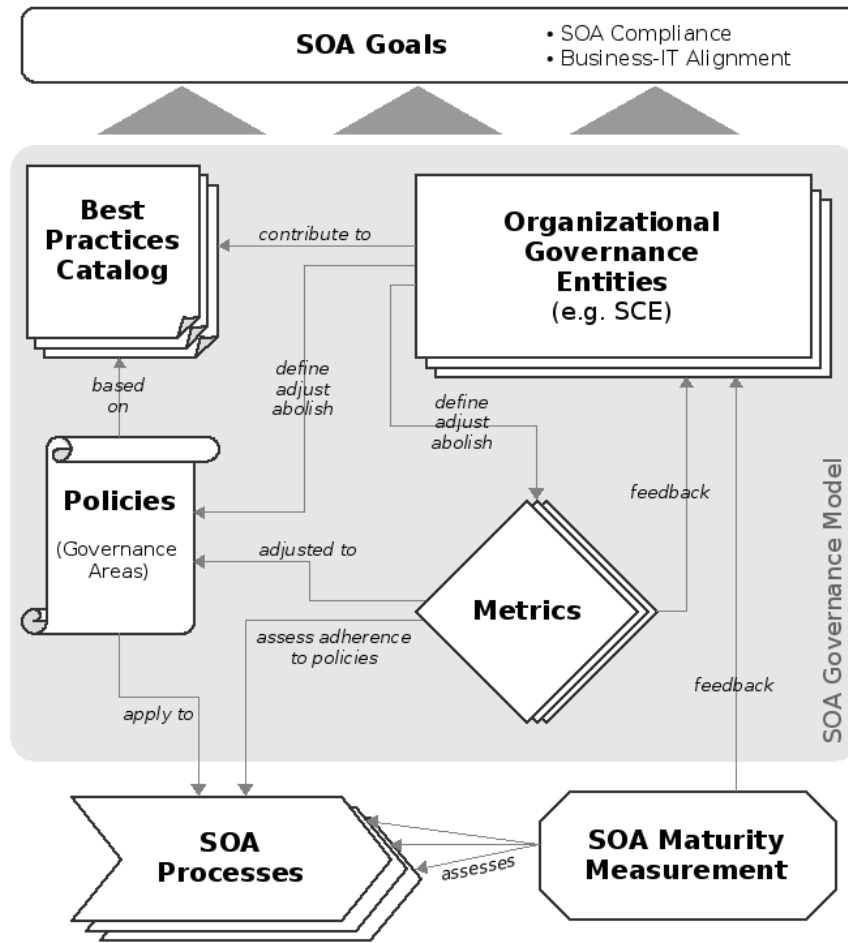 SOA Goals
• SOA Compliance
• Business-IT Alignment
Best
Practices
Catalog
contribute to
Organizational
Governance
Entities
(e.g. SCE)
based
on
define
adjust
abolish
define
adjust
abolish
Policies
(Governance
Areas)
adjusted to
Metrics
feedback
assess adherence
to policies
apply to
feedback
SOA Governance Model
SOA
Processes
assesses
SOA Maturity
Measurement